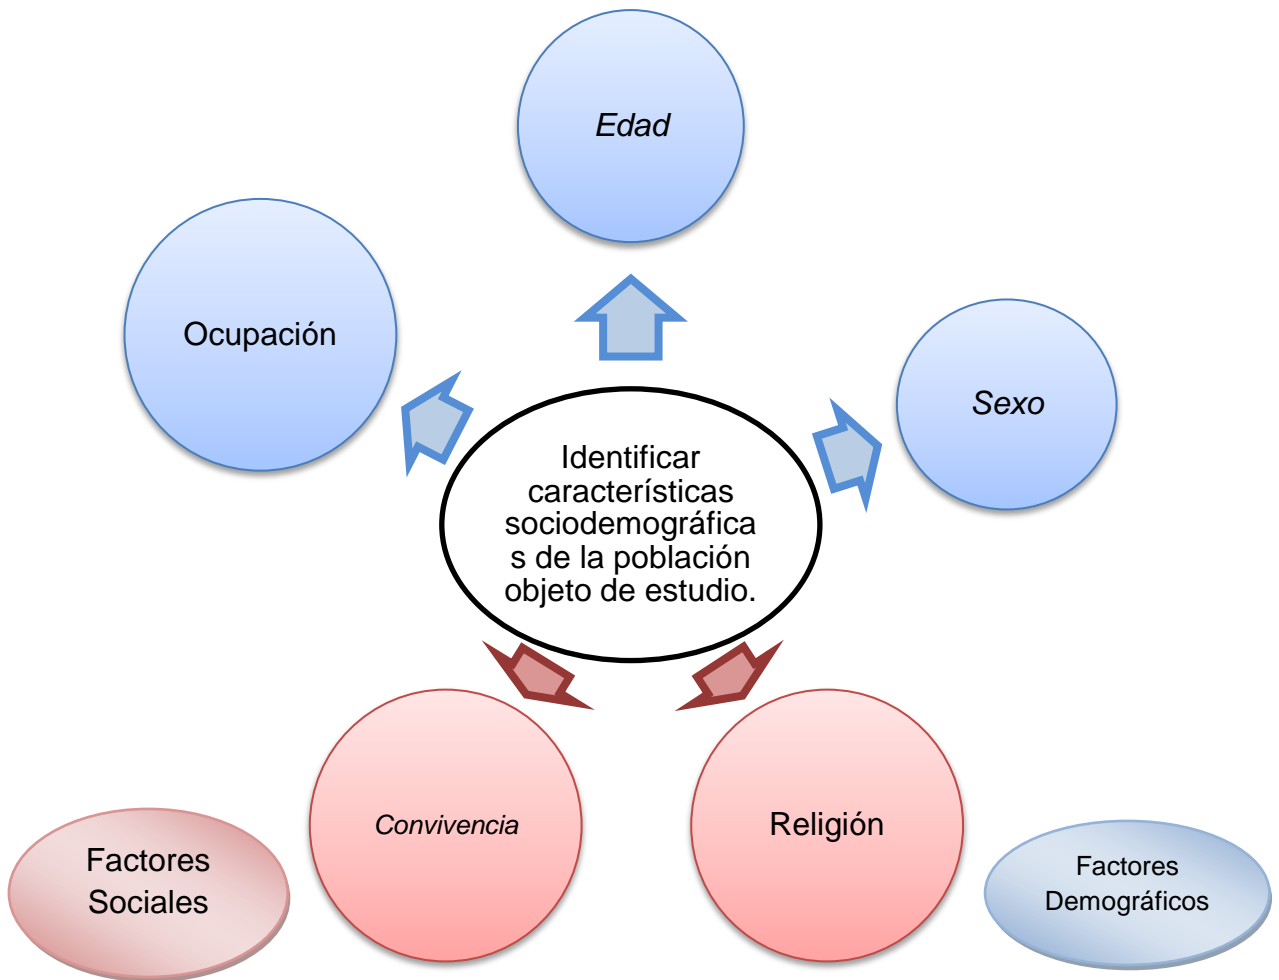 Edad
Ocupación
Sexo
Identificar
características
sociodemográfica
s de la población
objeto de estudio.
Convivencia
Religión
Factores
Sociales
Factores
Demográficos